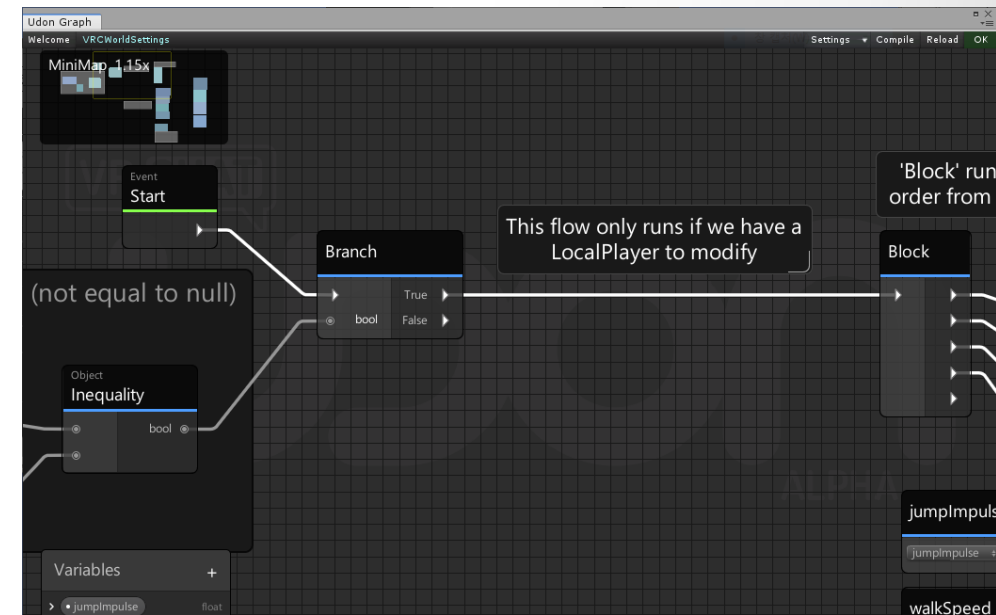 Udon Graph
Welcome VRCWorldSettings
Settings Compile Reload OK
MiniMap 1.15x
Event
Start
Branch
True
bool False
This flow only runs if we have a
LocalPlayer to modify
'Block' run
order from
Block
(not equal to null)
Object
Inequality
bool
ALPHA
jumpImpuls
jumpImpulse
walkSpeed
Variables +
jumpImpulse float